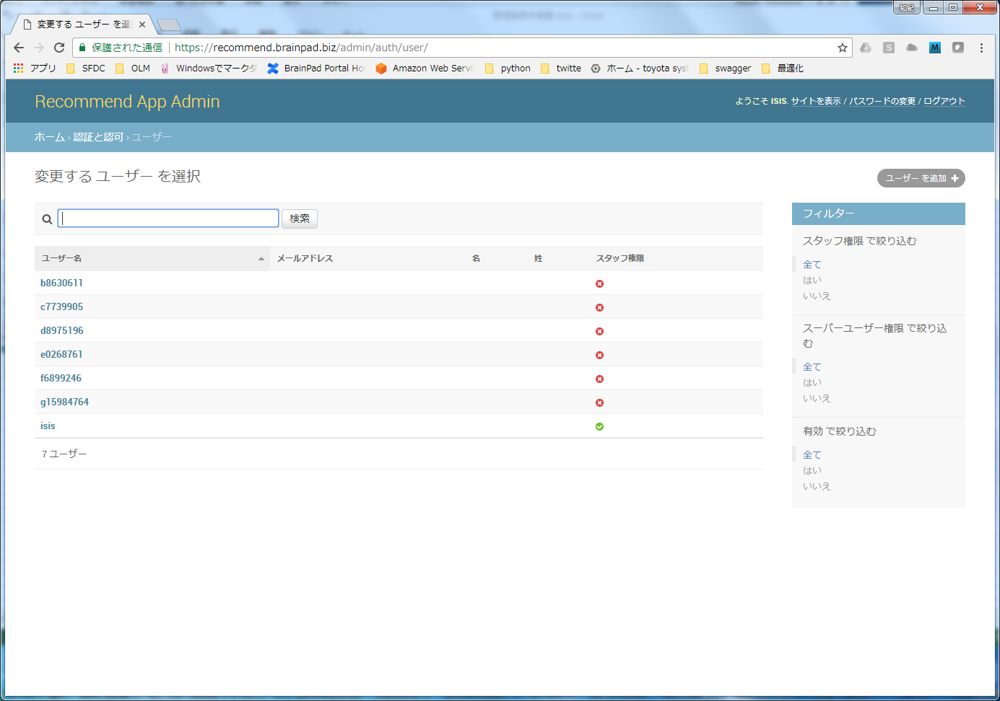 知紀
変更する ユーザー を選
保護された通信 https://recommend.brainpad.biz/admin/auth/user/
アプリ SFDC OLM Windowsでマークダ BrainPad Portal Ho Amazon Web Servic python twitte ホーム - toyota syst swagger 最適化
Recommend App Admin
ようこそ ISIS. サイトを表示 / パスワードの変更 / ログアウト
ホーム › 認証と認可 › ユーザー
変更する ユーザー を選択
ユーザー を追加 +
検索
ユーザー名 メールアドレス 名 姓 スタッフ権限
b8630611
c7739905
d8975196
e0268761
f6899246
g15984764
isis
7 ユーザー
フィルター
スタッフ権限 で絞り込む
全て
はい
いいえ
スーパーユーザー権限 で絞り込
む
全て
はい
いいえ
有効 で絞り込む
全て
はい
いいえ